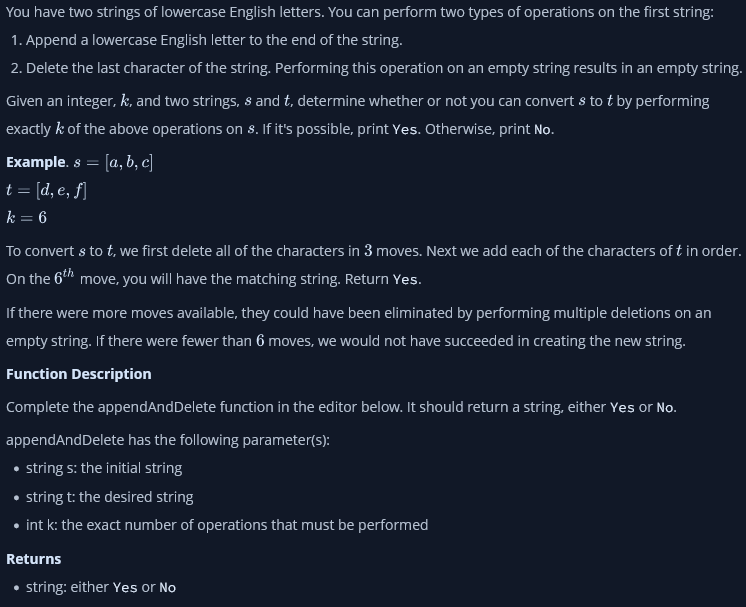 You have two strings of lowercase English letters. You can perform two types of operations on the first string:
1. Append a lowercase English letter to the end of the string.
2. Delete the last character of the string. Performing this operation on an empty string results in an empty string.
Given an integer, k, and two strings, s and t, determine whether or not you can convert s to t by performing
exactly k of the above operations on s. If it's possible, print Yes. Otherwise, print No.
Example. s = [a, b, c]
t = [d, e, f]
k = 6
To convert s to t, we first delete all of the characters in 3 moves. Next we add each of the characters of t in order.
On the 6th move, you will have the matching string. Return Yes.
If there were more moves available, they could have been eliminated by performing multiple deletions on an
empty string. If there were fewer than 6 moves, we would not have succeeded in creating the new string.
Function Description
Complete the appendAndDelete function in the editor below. It should return a string, either Yes or No.
appendAndDelete has the following parameter(s):
• string s: the initial string
• string t: the desired string
• int k: the exact number of operations that must be performed
Returns
• string: either Yes or No